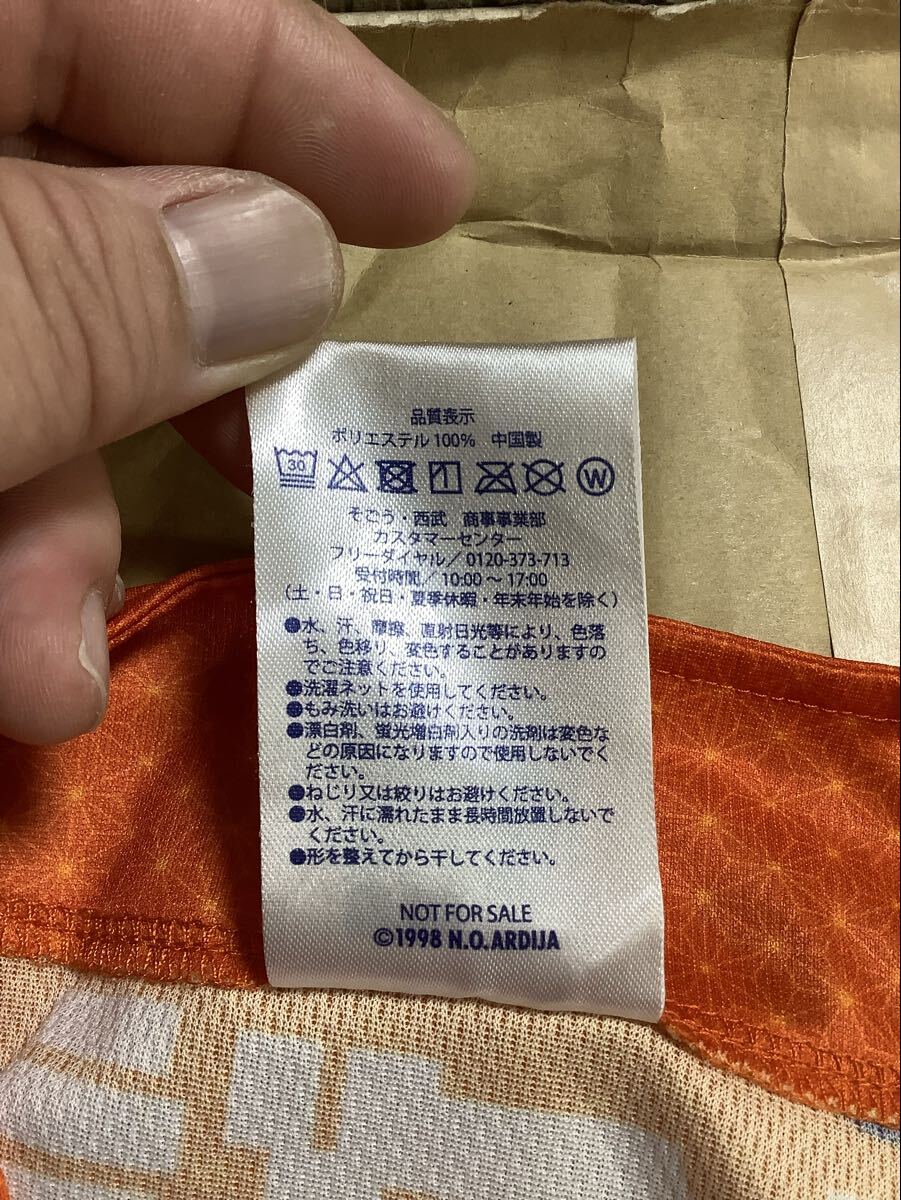 品質表示
ポリエステル100% 中国製
30 W
そごう・西武 商事事業部
カスタマーセンター
フリーダイヤル/0120-373-713
受付時間/10:00～17:00
(土・日・祝日・夏季休暇・年末年始を除く)
●水、汗、摩擦、直射日光等により、色落
ち、色移り、変色することがありますの
でご注意ください。
●洗濯ネットを使用してください。
●もみ洗いはお避けください。
●漂白剤、蛍光増白剤入りの洗剤は変色な
どの原因になりますので使用しないでく
ださい。
●ねじり又は絞りはお避けください。
●水、汗に濡れたまま長時間放置しないで
ください。
●形を整えてから干してください。
NOT FOR SALE
©1998 N.O.ARDIJA